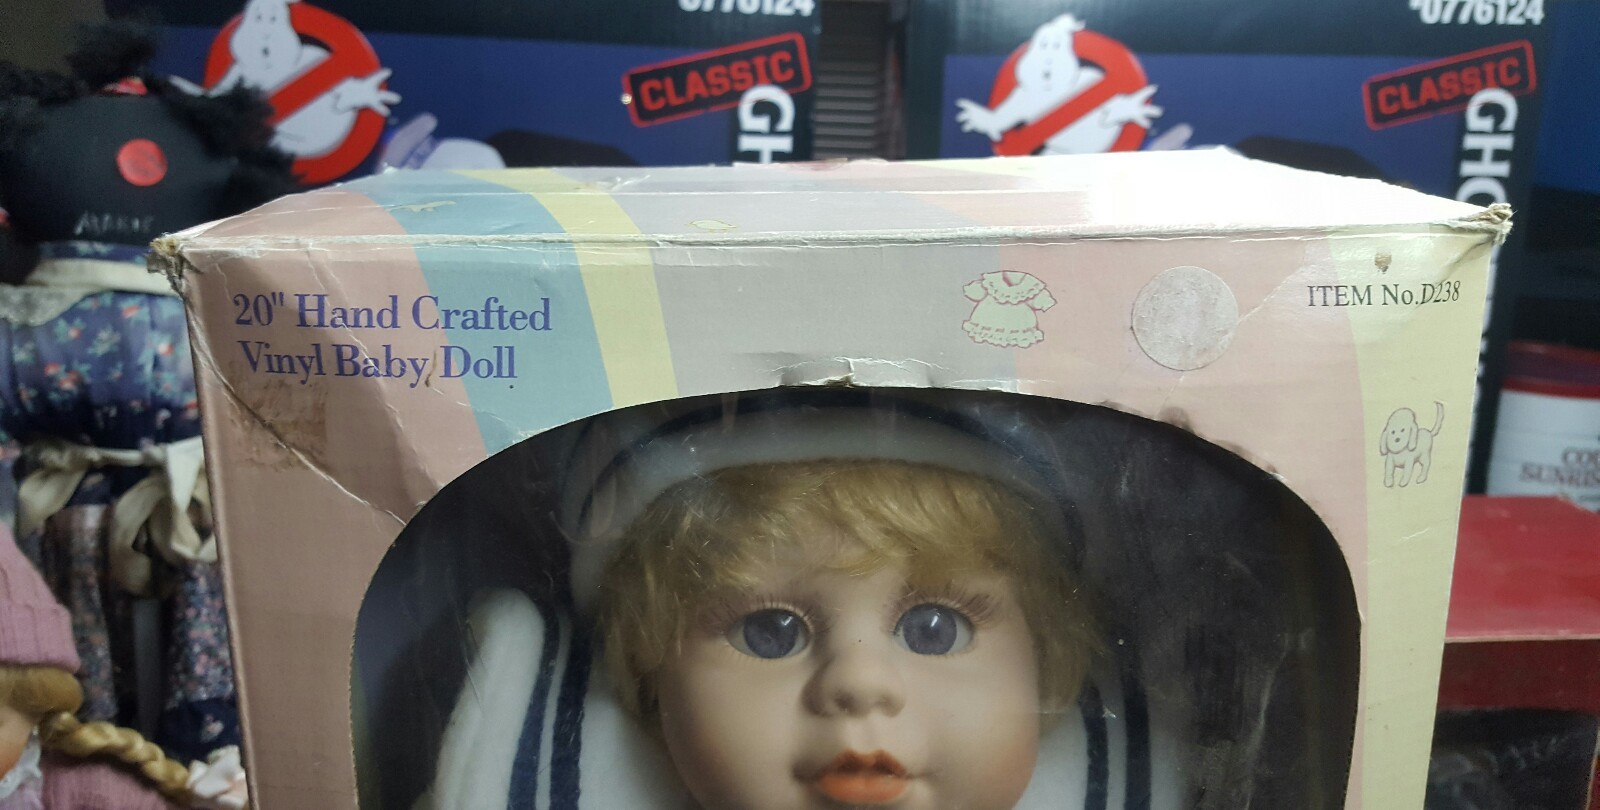 0776124
0776124
CLASSIC
CLASSIC
GH
GHO
20" Hand Crafted
Vinyl Baby Doll
ITEM No.D238